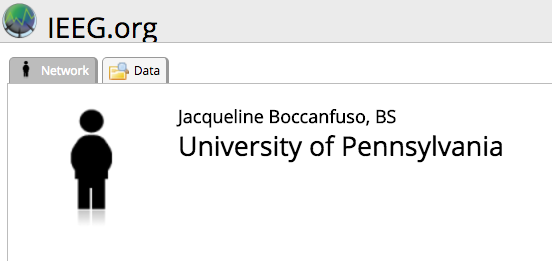 IEEG.org
Network Data
Jacqueline Boccanfuso, BS
University of Pennsylvania